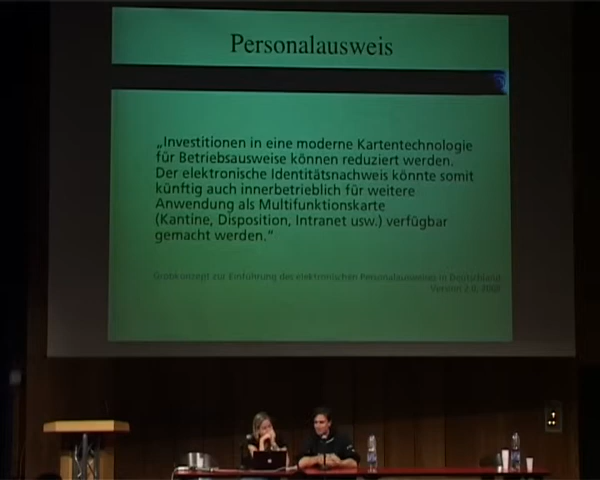 Personalausweis
„Investitionen in eine moderne Kartentechnologie
für Betriebsausweise können reduziert werden.
Der elektronische Identitätsnachweis könnte somit
künftig auch innerbetrieblich für weitere
Anwendung als Multifunktionskarte
(Kantine, Disposition, Intranet usw.) verfügbar
gemacht werden.“
Grobkonzept zur Einführung des elektronischen Personalausweises in Deutschland
Version 2.0, 2008